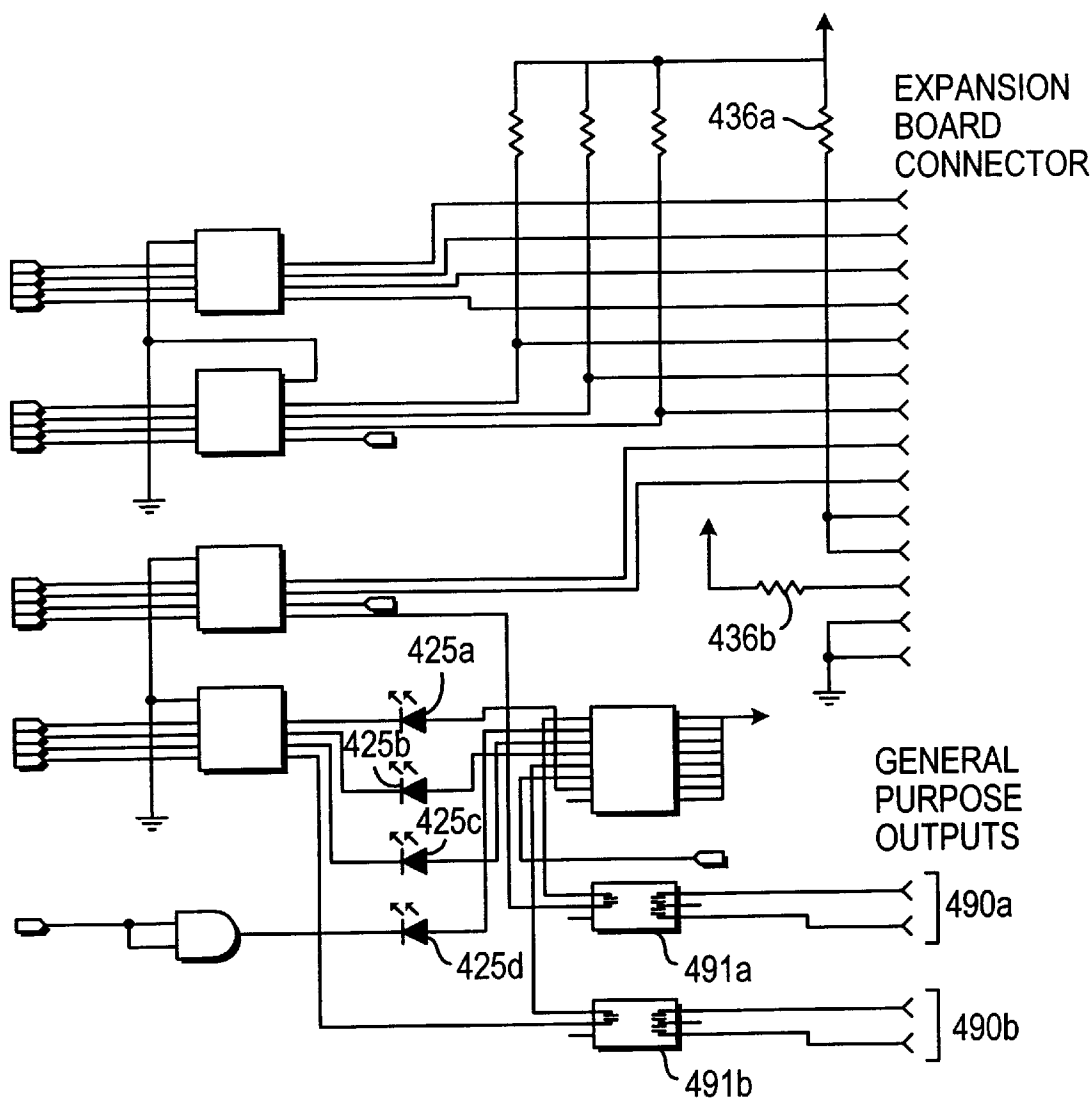 436a
EXPANSION
BOARD
CONNECTOR
436b
425a
425b
425c
425d
GENERAL
PURPOSE
OUTPUTS
490a
491a
490b
491b